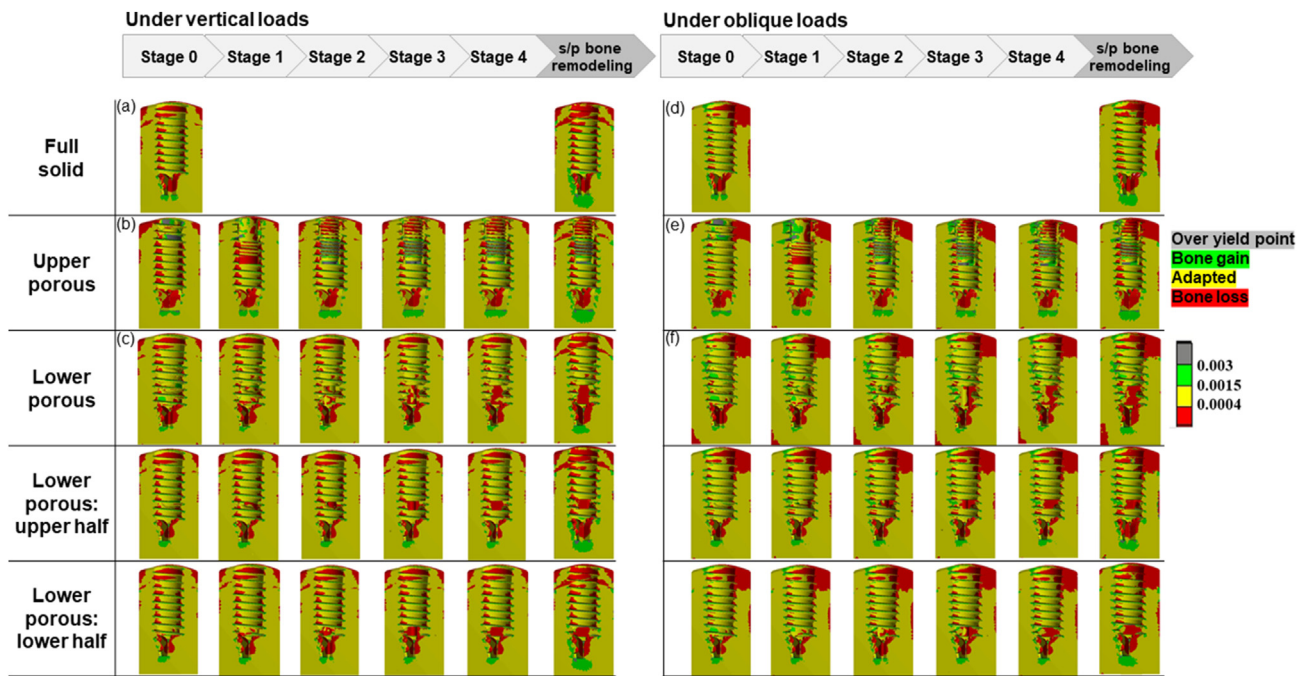 Under vertical loads
Under oblique loads
Stage 0
Stage 1
Stage 2
Stage 3
Stage 4
s/p bone
remodeling
Stage 0
Stage 1
Stage 2
Stage 3
Stage 4
s/p bone
remodeling
Full
solid
(a)
(d)
Upper
porous
(b)
(e)
Over yield point
Bone gain
Adapted
Bone loss
Lower
porous
(c)
(f)
0.003
0.0015
0.0004
Lower
porous:
upper half
Lower
porous:
lower half